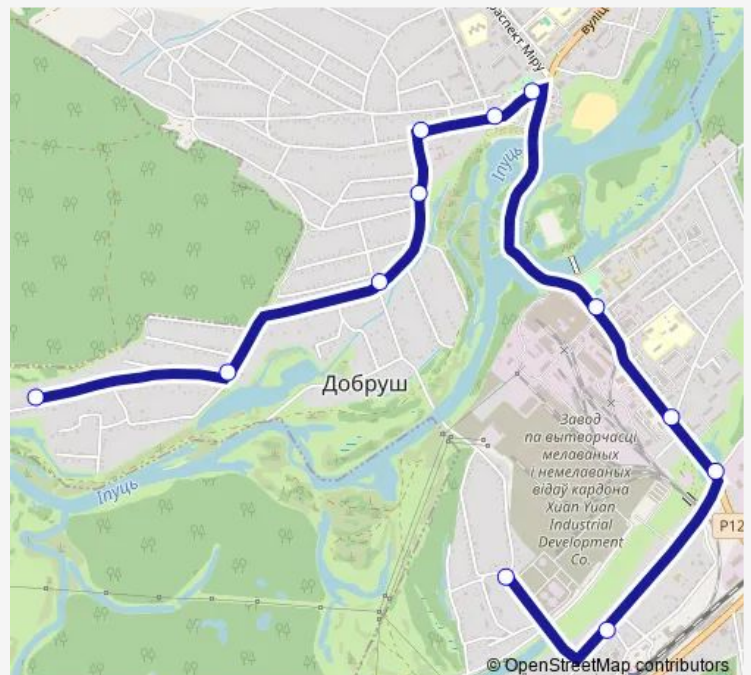 праспект Міру
вуліц
Іпуць
Добруш
Завод
па вытворчасці
мелаваных
і немелаваных
відаў кардона
Xuan Yuan
Industrial
Development
Co.
Іпуць
P12
© OpenStreetMap contributors